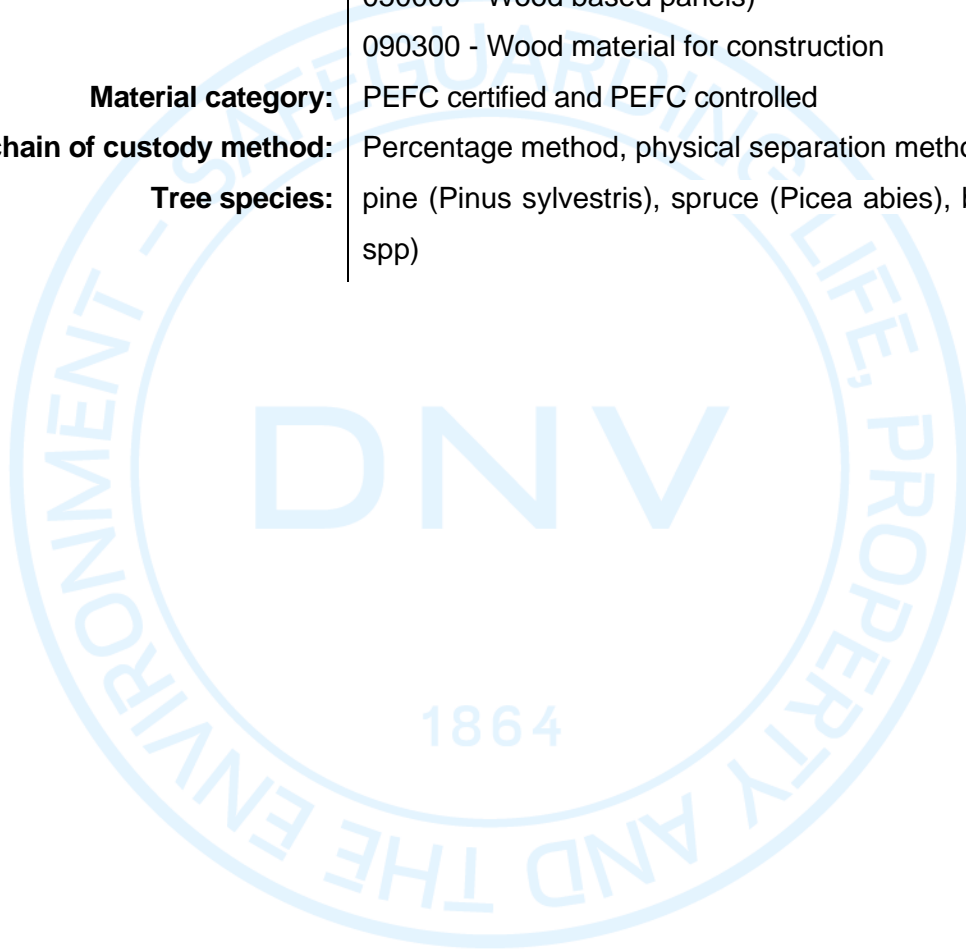 - Wood based panels)
090300 - Wood material for construction
Material category: PEFC certified and PEFC controlled
chain of custody method: Percentage method, physical separation
Tree species: pine (Pinus sylvestris), spruce (Picea abies),
spp)
SAFEGUARDING LIFE, PROPERTY AND THE ENVIRONMENT -
DNV
1864